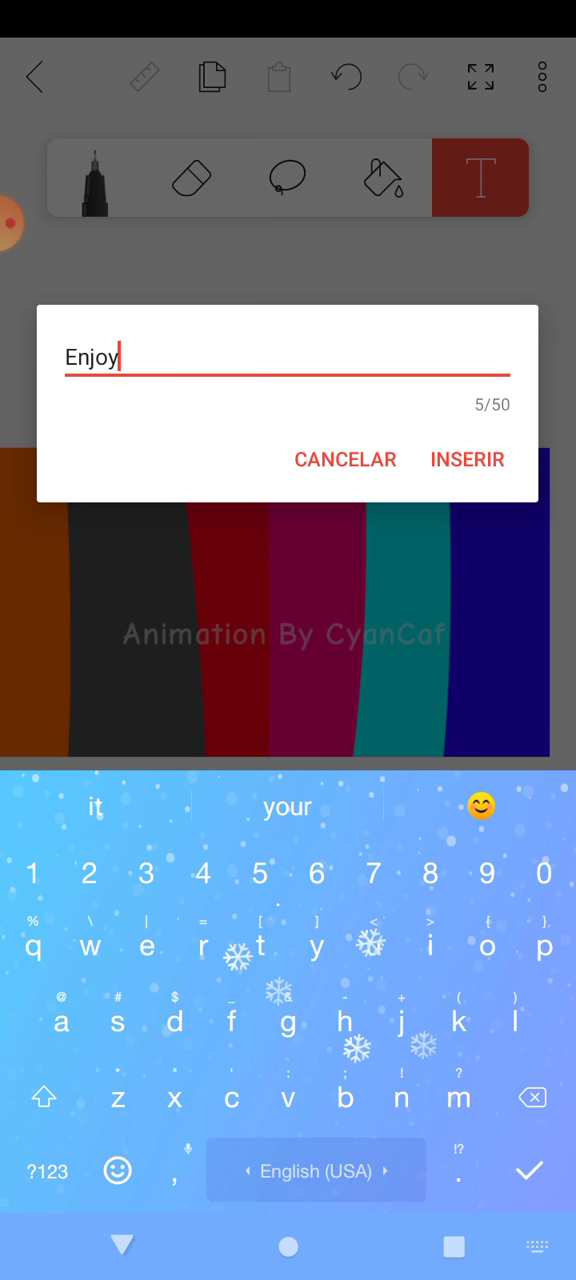 T
Enjoy
5/50
CANCELAR INSERIR
Animation By CyanCaf
it your 😊
1 2 3 4 5 6 7 8 9 0
% \ | = [ ] < > { }
q w e r t y u i o p
@ # $ _ & - + ( )
a s d f g h j k l
* " ' : ; ! ?
z x c v b n m
!?
?123 , English (USA) .